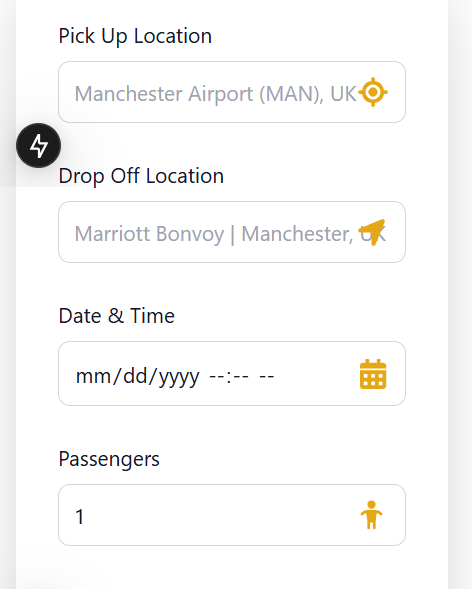 Pick Up Location
Manchester Airport (MAN), UK
Drop Off Location
Marriott Bonvoy | Manchester, UK
Date & Time
mm/dd/yyyy --:-- --
Passengers
1